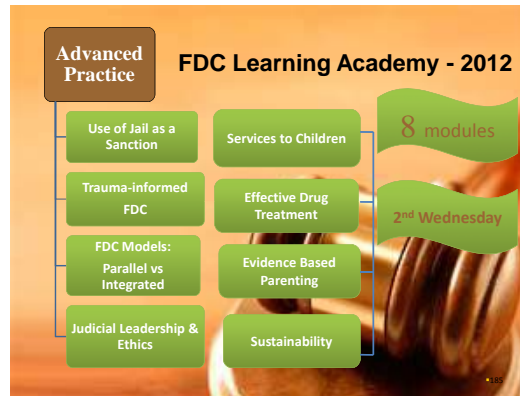 Advanced
Practice
FDC Learning Academy - 2012
Use of Jail as a
Sanction
Trauma-informed
FDC
FDC Models:
Parallel vs
Integrated
Judicial Leadership &
Ethics
Services to Children
Effective Drug
Treatment
Evidence Based
Parenting
Sustainability
8 modules
2nd Wednesday
•185